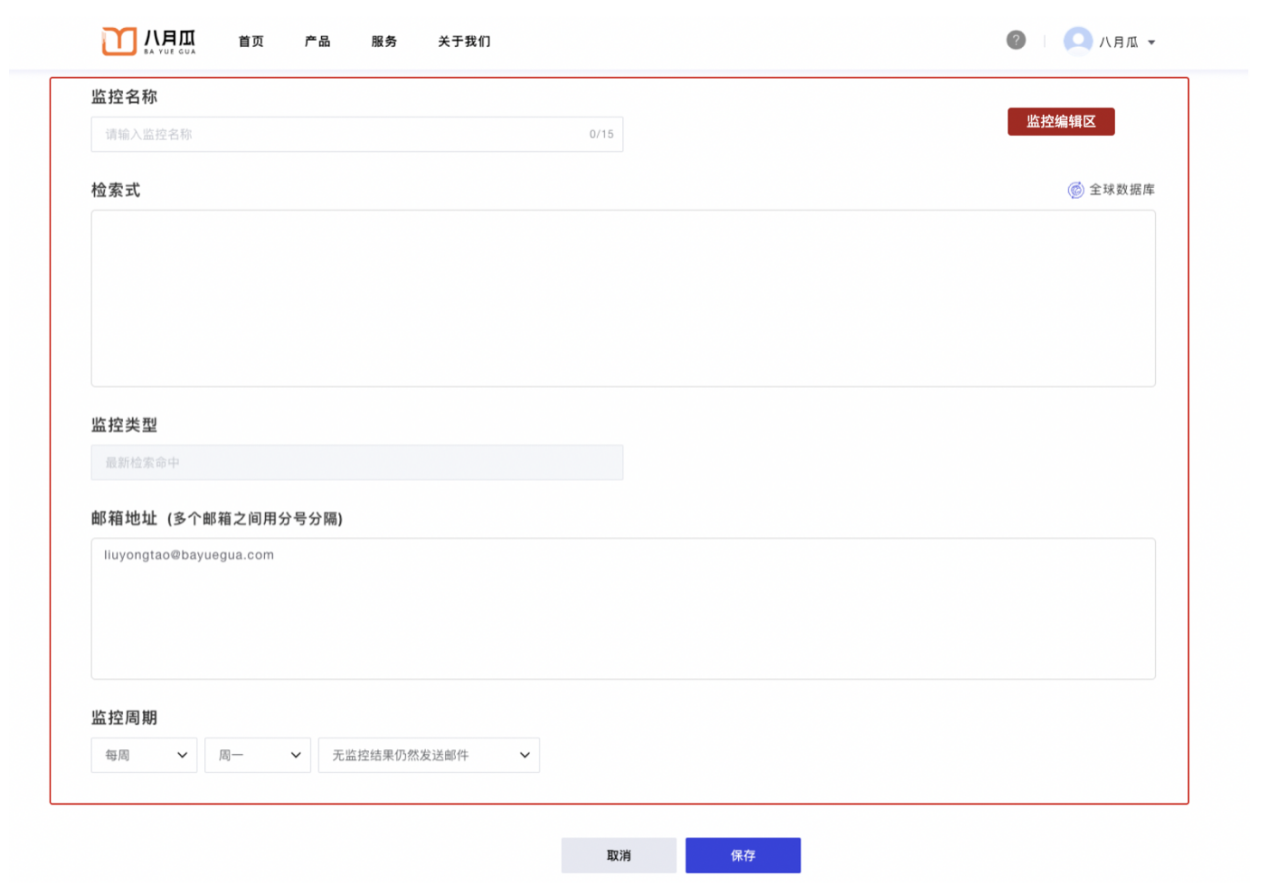 八月瓜
BA YUE GUA
首页 产品 服务 关于我们
? 八月瓜
监控名称
请输入监控名称 0/15
监控编辑区
检索式
全球数据库
监控类型
最新检索命中
邮箱地址 (多个邮箱之间用分号分隔)
liuyongtao@bayuegua.com
监控周期
每周 周一 无监控结果仍然发送邮件
取消 保存